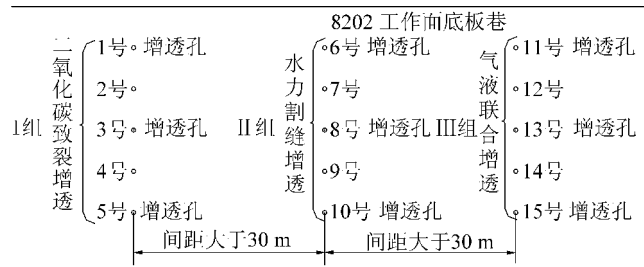 8202 工作面底板巷
I组 二氧化碳致裂增透
1号 增透孔
2号
3号 增透孔
4号
5号 增透孔
II组 水力割缝增透
6号 增透孔
7号
8号 增透孔
9号
10号 增透孔
III组 气液联合增透
11号 增透孔
12号
13号 增透孔
14号
15号 增透孔
间距大于30 m
间距大于30 m